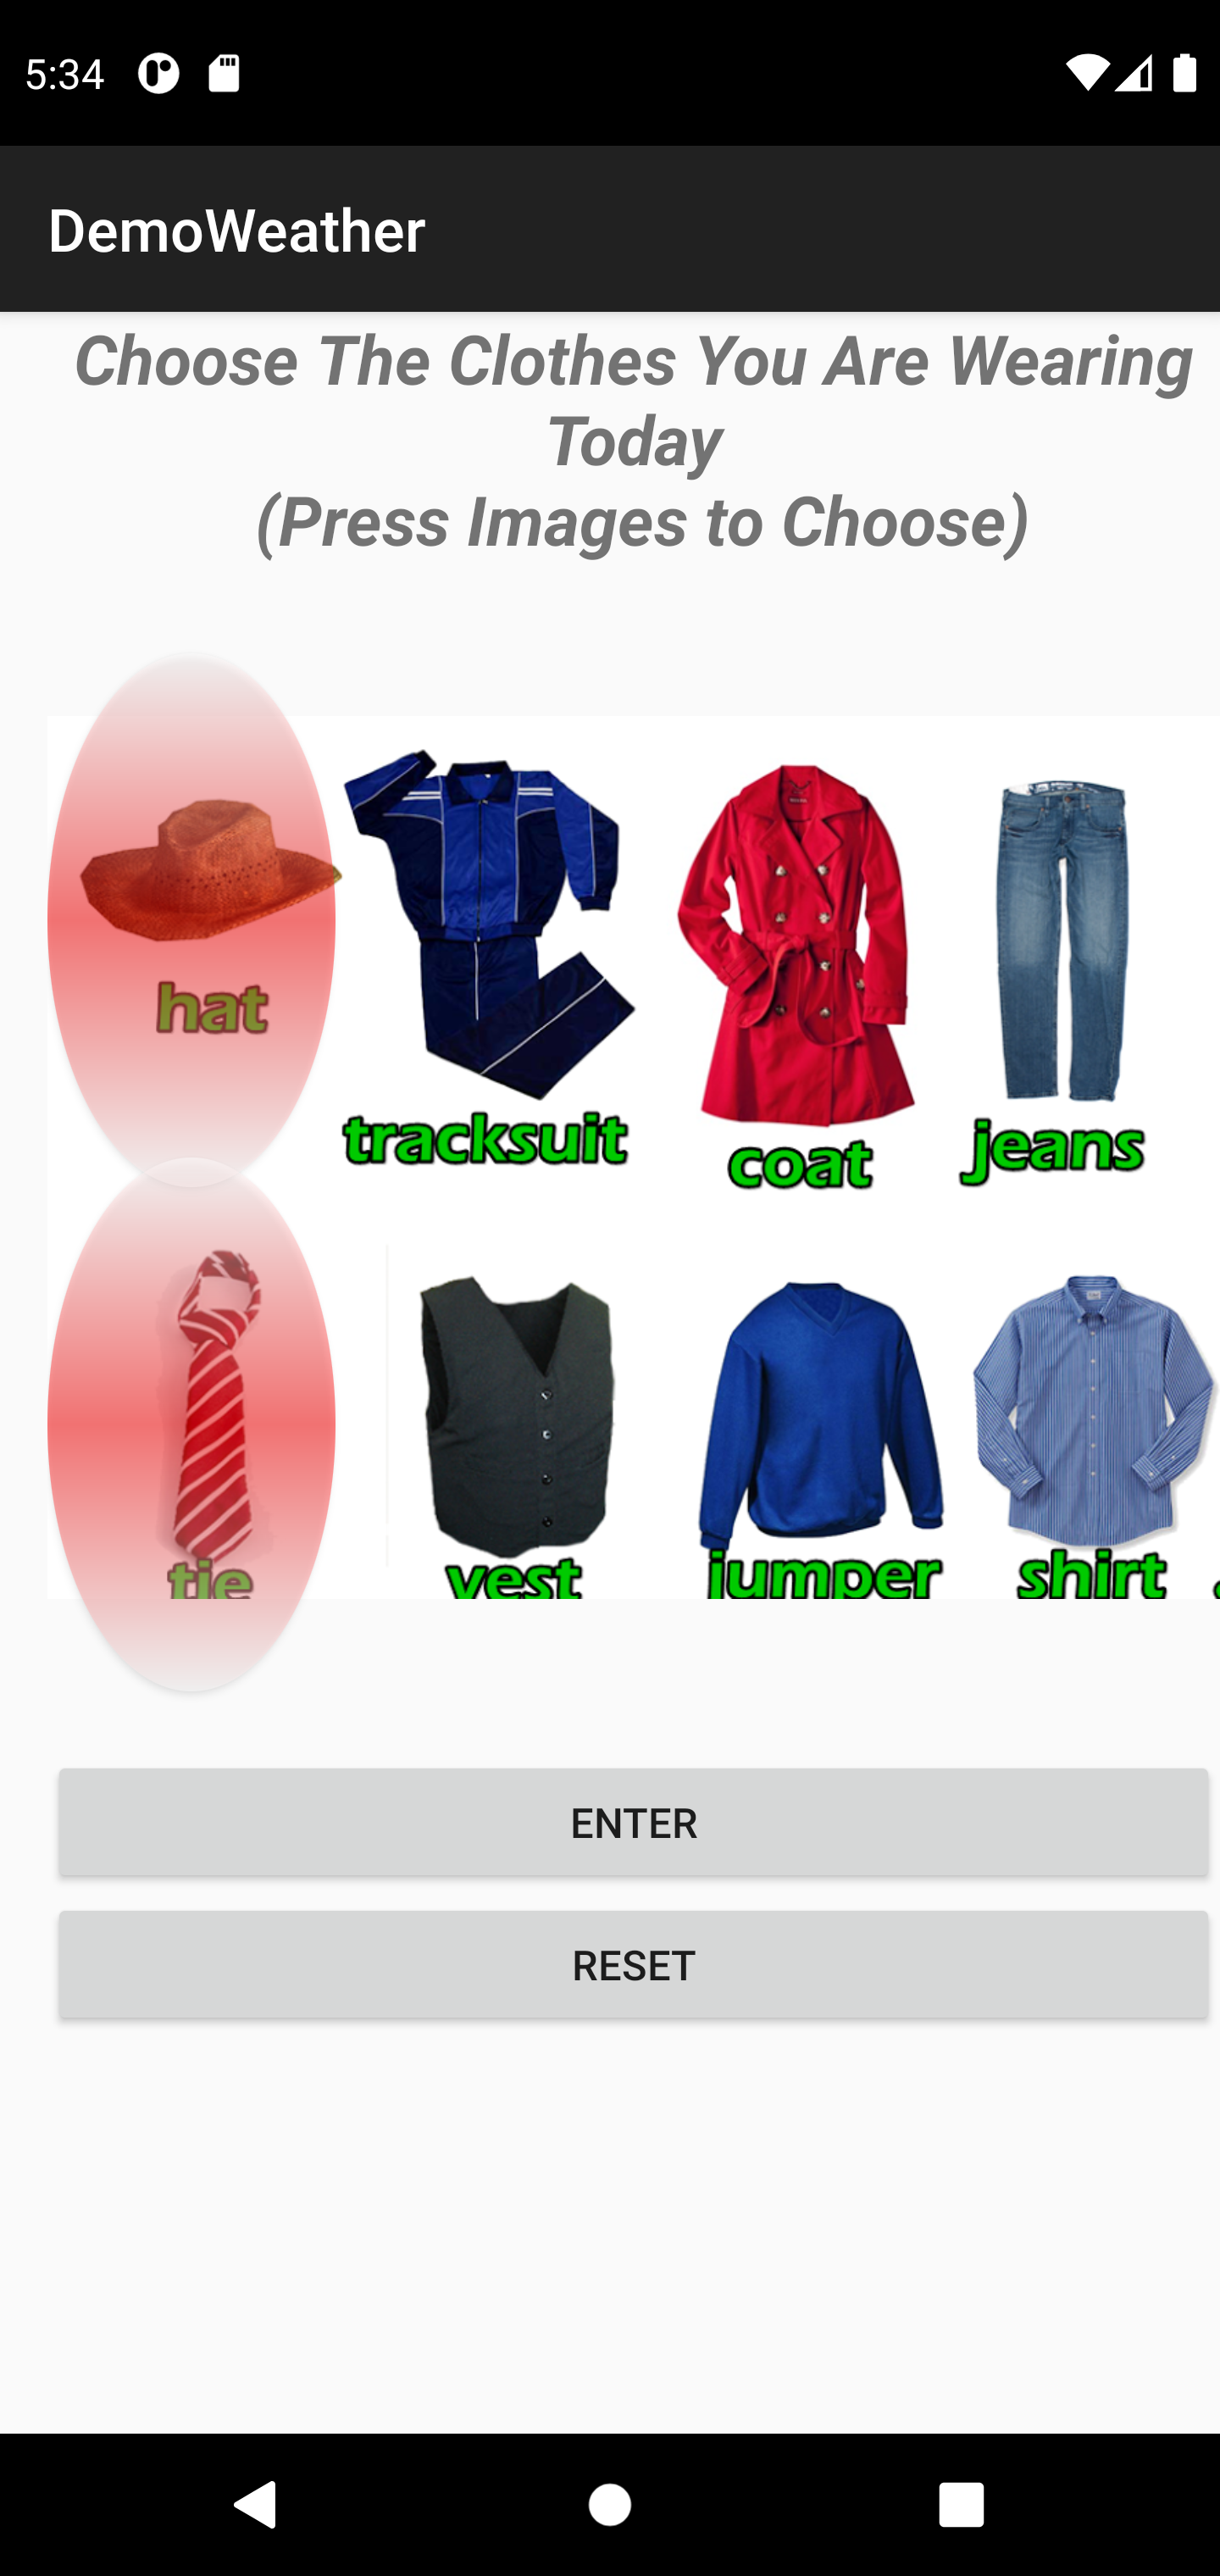 5:34
DemoWeather
Choose The Clothes You Are Wearing
Today
(Press Images to Choose)
hat
tracksuit
coat
jeans
tie
vest
jumper
shirt
ENTER
RESET